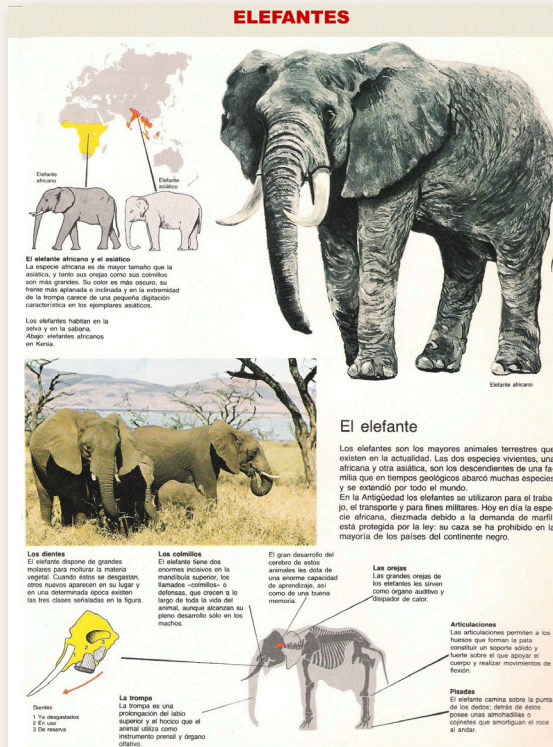 ELEFANTES
Elefante
africano
Elefante
asiático
El elefante africano y el asiático
La especie africana es de mayor tamaño que la
asiática, y tanto sus orejas como sus colmillos
son más grandes. Su color es más oscuro, su
frente más aplanada e inclinada y en la extremidad
de la trompa carece de una pequeña digitación
característica en los ejemplares asiáticos.
Los elefantes habitan en la
selva y en la sabana.
Abajo: elefantes africanos
en Kenia.
Elefante africano
El elefante
Los elefantes son los mayores animales terrestres que
existen en la actualidad. Las dos especies vivientes, una
africana y otra asiática, son los descendientes de una fa-
milia que en tiempos geológicos abarcó muchas especies
y se extendió por todo el mundo.
En la Antigüedad los elefantes se utilizaron para el traba-
jo, el transporte y para fines militares. Hoy en día la espe-
cie africana, diezmada debido a la demanda de marfil,
está protegida por la ley: su caza se ha prohibido en la
mayoría de los países del continente negro.
Los dientes
El elefante dispone de grandes
molares para molturar la materia
vegetal. Cuando éstos se desgastan,
otros nuevos aparecen en su lugar y
en una determinada época existen
las tres clases señaladas en la figura.
Los colmillos
El elefante tiene dos
enormes incisivos en la
mandíbula superior, los
llamados «colmillos» o
defensas, que crecen a lo
largo de toda la vida del
animal, aunque alcanzan su
pleno desarrollo sólo en los
machos.
El gran desarrollo del
cerebro de estos
animales les dota de
una enorme capacidad
de aprendizaje, así
como de una buena
memoria.
Las orejas
Las grandes orejas de
los elefantes les sirven
como órgano auditivo y
disipador de calor.
Articulaciones
Las articulaciones permiten a los
huesos que forman la pata
constituir un soporte sólido y
fuerte sobre el que apoyar el
cuerpo y realizar movimientos de
flexión.
Pisadas
El elefante camina sobre la punta
de los dedos; detrás de éstos
posee unas almohadillas o
cojinetes que amortiguan el roce
al andar.
La trompa
La trompa es una
prolongación del labio
superior y el hocico que el
animal utiliza como
instrumento prensil y órgano
olfativo.
Dientes
1 Ya desgastados
2 En uso
3 De reserva